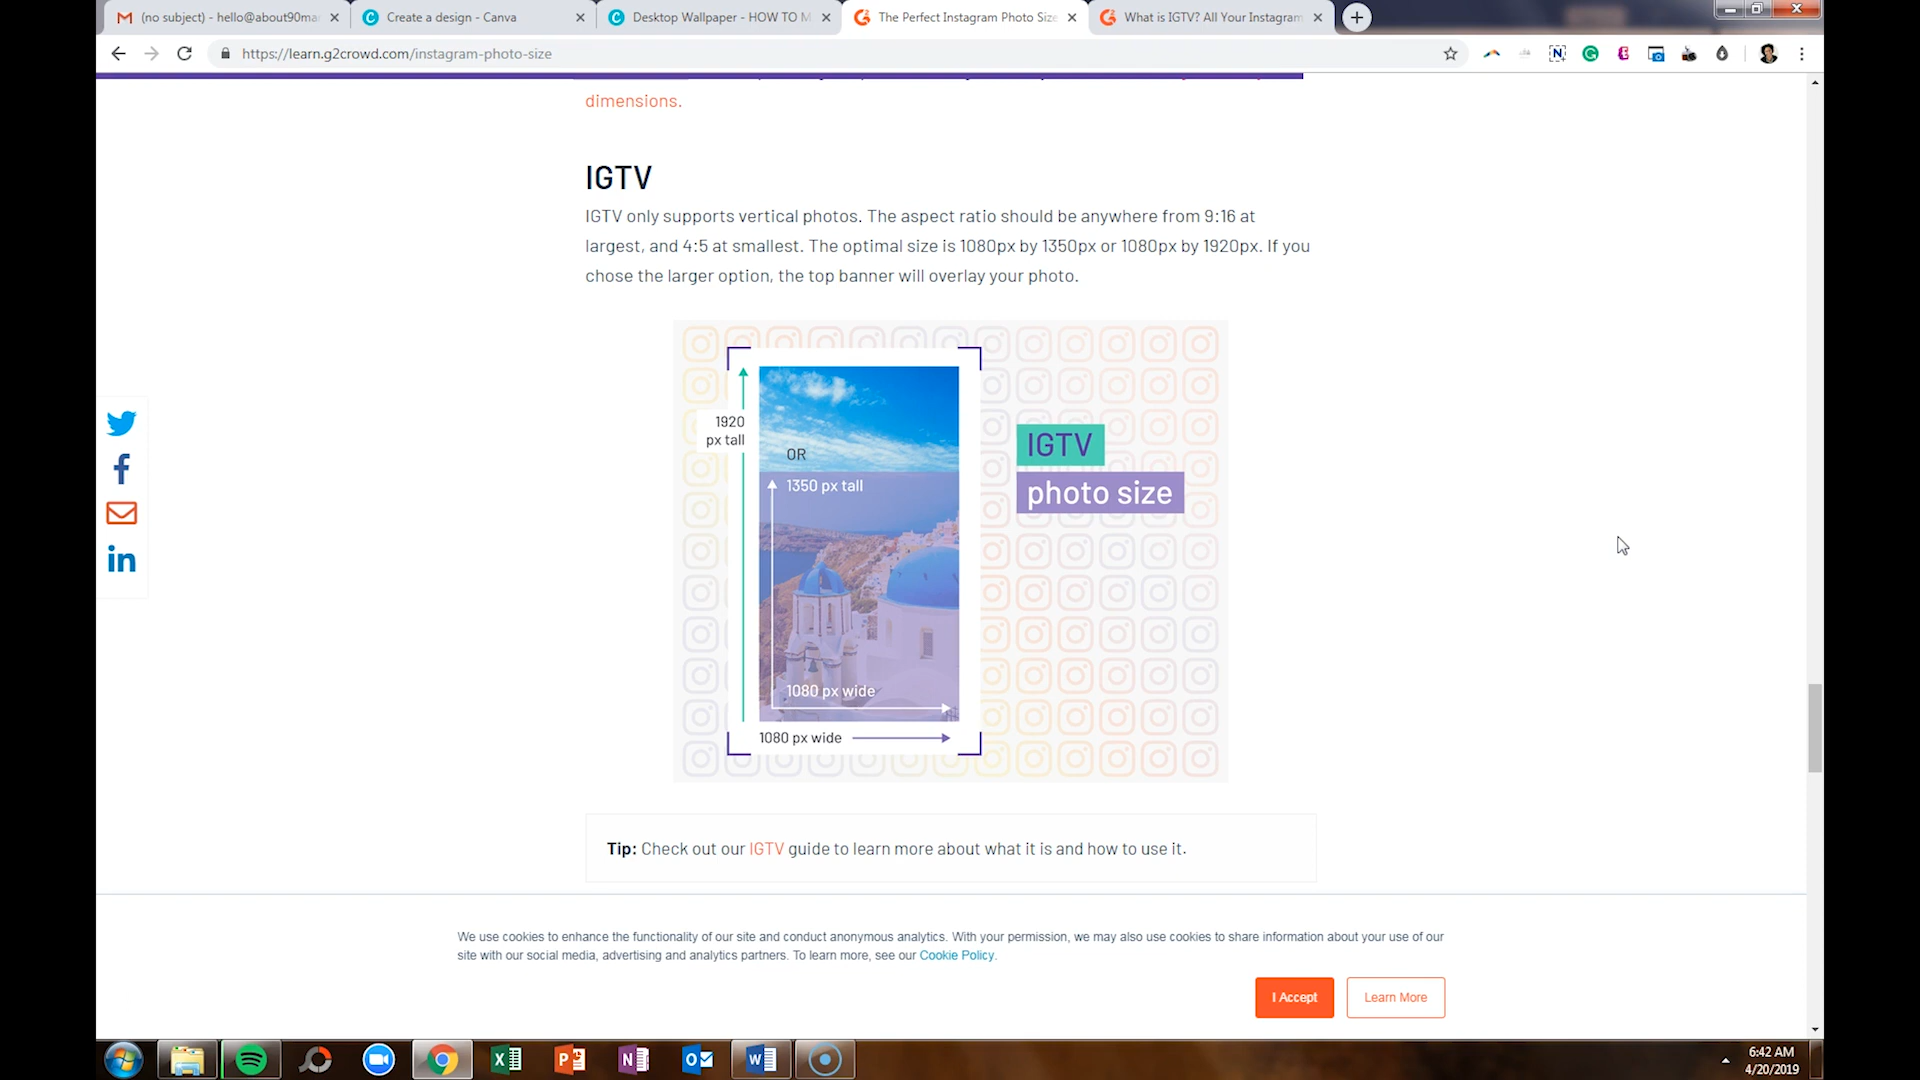 (no subject) - hello@about90ma
Create a design - Canva
Desktop Wallpaper - HOW TO M
The Perfect Instagram Photo Size
What is IGTV? All Your Instagram
https://learn.g2crowd.com/instagram-photo-size
dimensions.
IGTV
IGTV only supports vertical photos. The aspect ratio should be anywhere from 9:16 at
largest, and 4:5 at smallest. The optimal size is 1080px by 1350px or 1080px by 1920px. If you
chose the larger option, the top banner will overlay your photo.
1920
px tall
OR
1350 px tall
1080 px wide
1080 px wide
IGTV
photo size
Tip: Check out our IGTV guide to learn more about what it is and how to use it.
We use cookies to enhance the functionality of our site and conduct anonymous analytics. With your permission, we may also use cookies to share information about your use of our
site with our social media, advertising and analytics partners. To learn more, see our Cookie Policy.
I Accept
Learn More
6:42 AM
4/20/2019